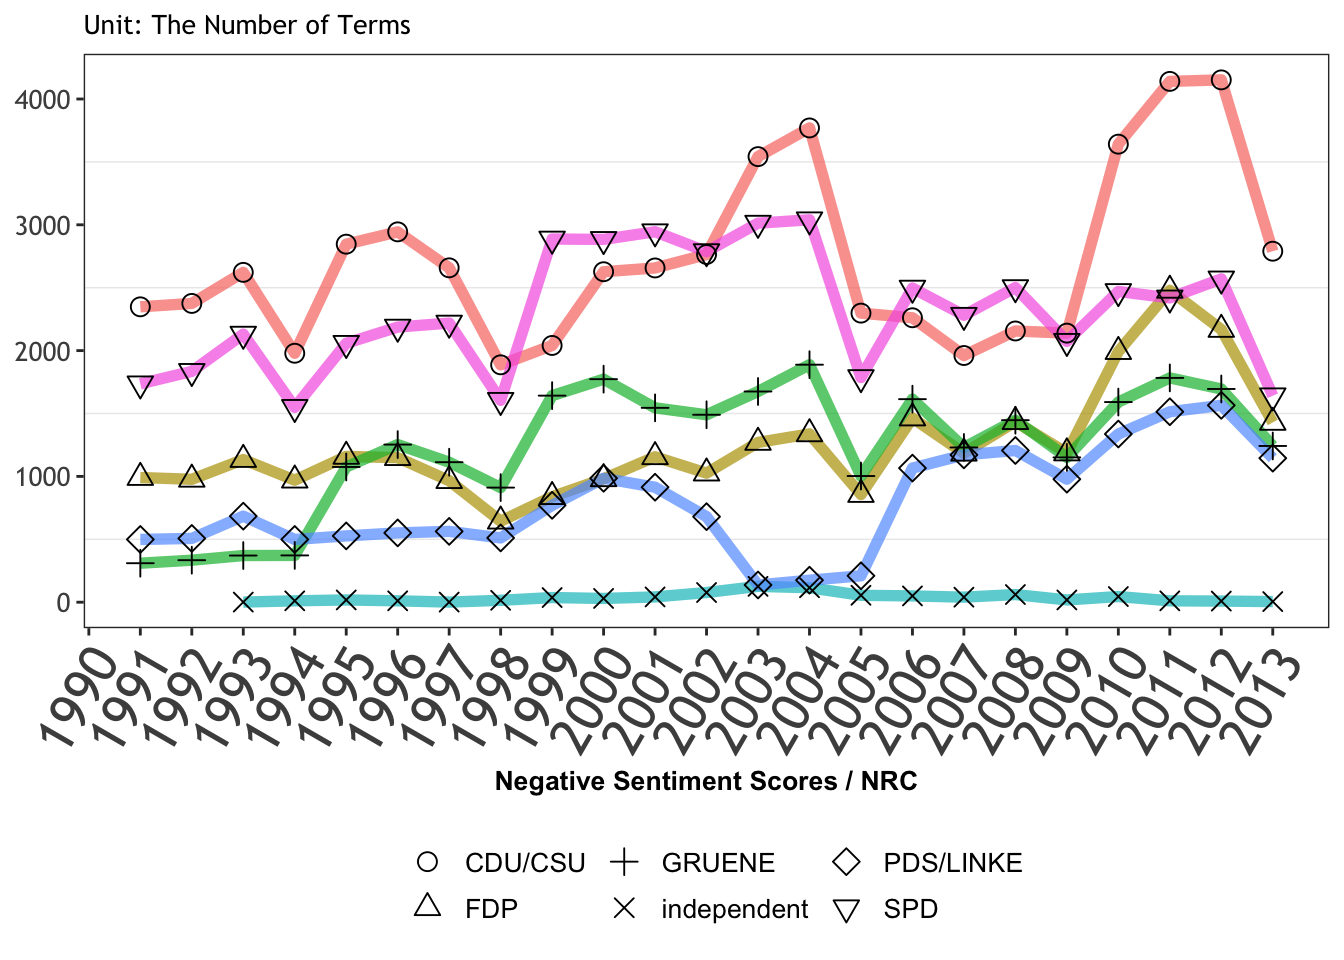 Unit: The Number of Terms
4000
3000
2000
1000
0
1990 1991 1992 1993 1994 1995 1996 1997 1998 1999 2000 2001 2002 2003 2004 2005 2006 2007 2008 2009 2010 2011 2012 2013
Negative Sentiment Scores / NRC
CDU/CSU GRUENE PDS/LINKE
FDP independent SPD